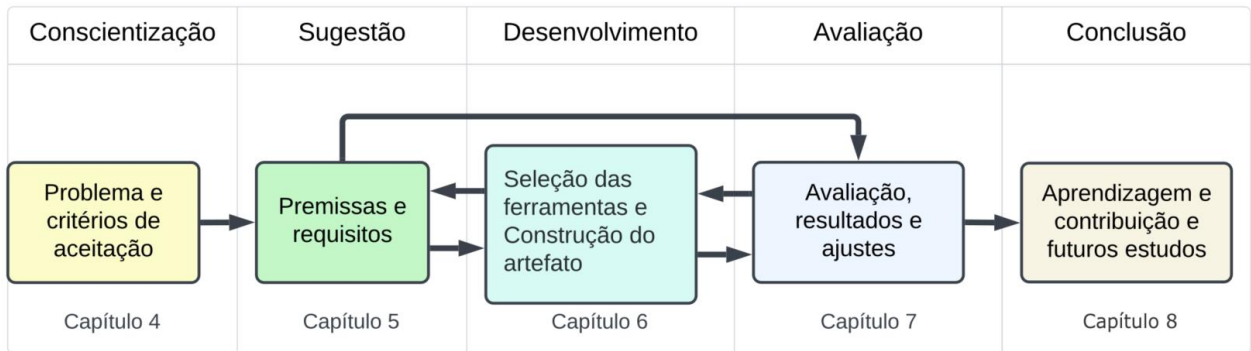 Conscientização
Sugestão
Desenvolvimento
Avaliação
Conclusão
Problema e
critérios de
aceitação
Premissas e
requisitos
Seleção das
ferramentas e
Construção do
artefato
Avaliação,
resultados e
ajustes
Aprendizagem e
contribuição e
futuros estudos
Capítulo 4
Capítulo 5
Capítulo 6
Capítulo 7
Capítulo 8